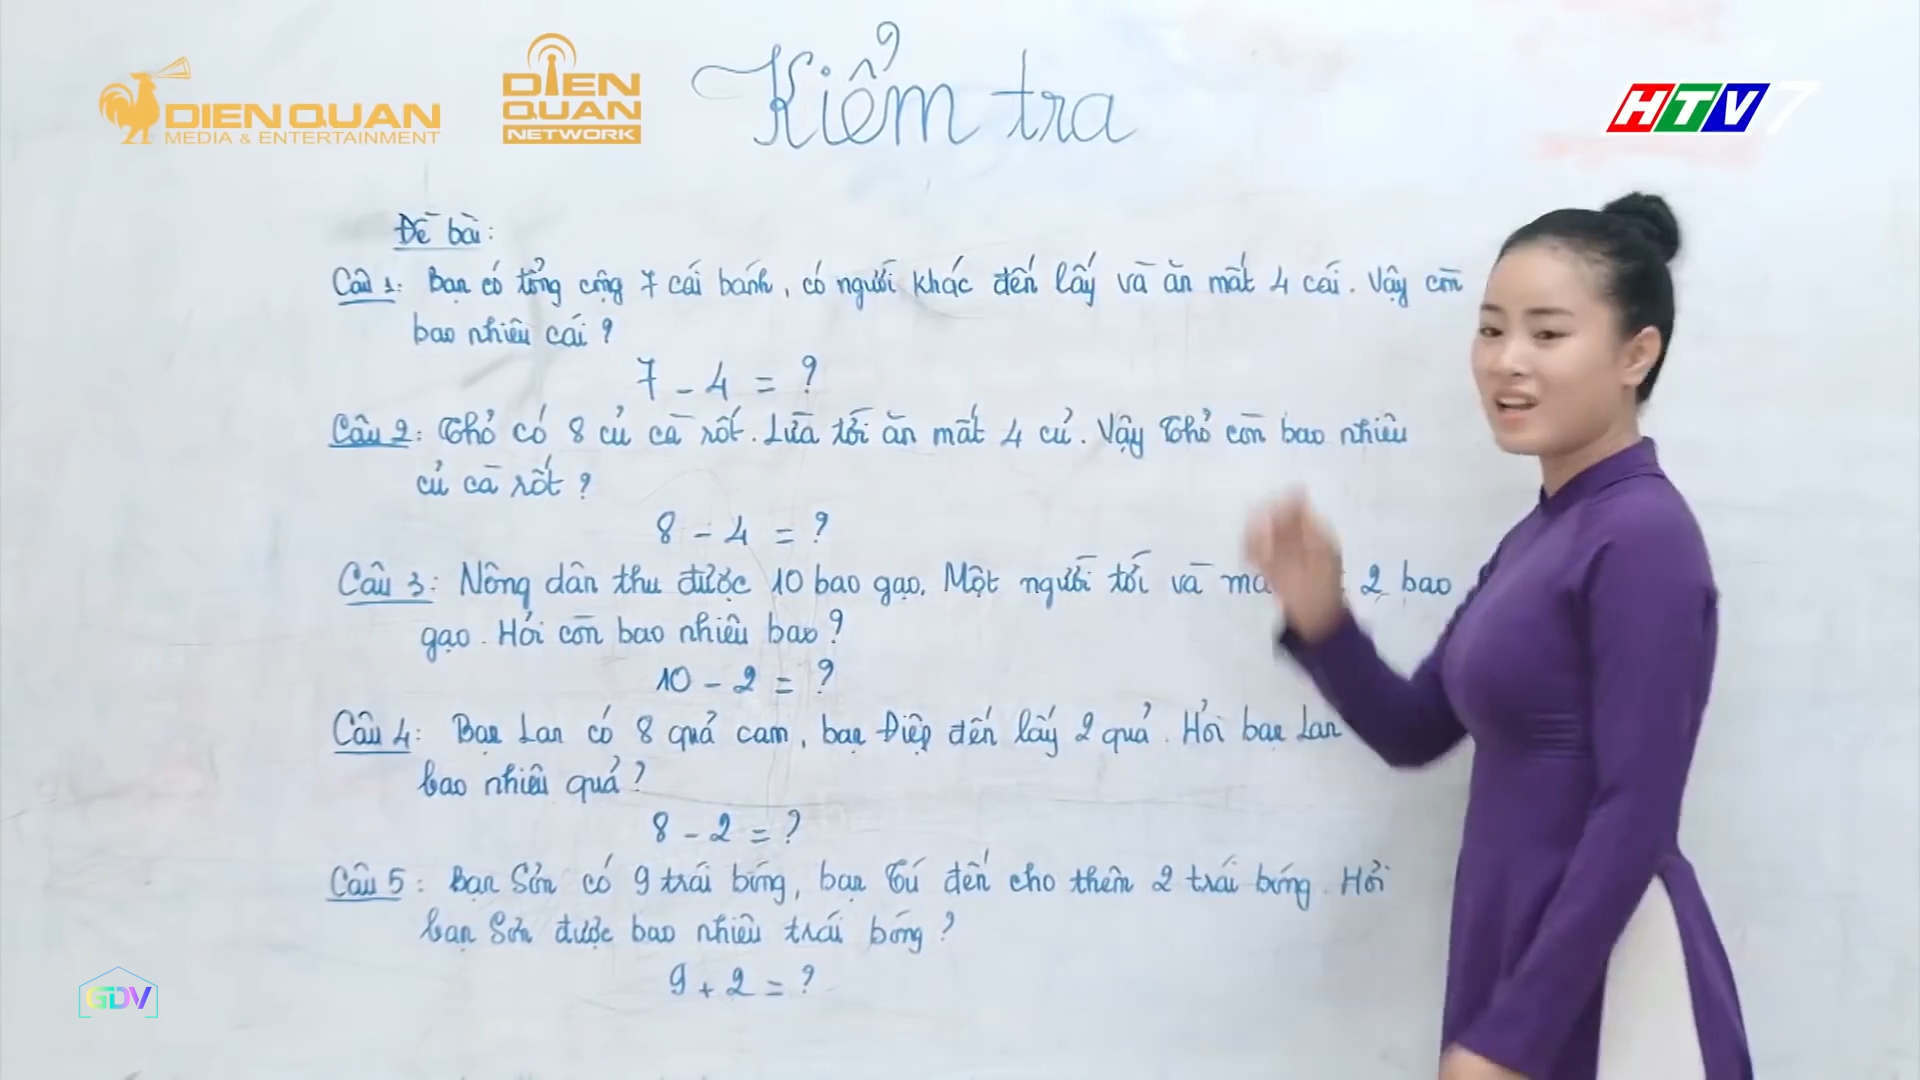 Kiểm tra
DIEN QUAN
MEDIA & ENTERTAINMENT
DIEN
QUAN
NETWORK
HTV7
Đề bài:
Câu 1: Bạn có tổng cộng 7 cái bánh, có người khác đến lấy và ăn mất 4 cái. Vậy còn
bao nhiêu cái?
7 - 4 = ?
Câu 2: Thỏ có 8 củ cà rốt. Lừa tới ăn mất 4 củ. Vậy Thỏ còn bao nhiêu
củ cà rốt?
8 - 4 = ?
Câu 3: Nông dân thu được 10 bao gạo. Một người tới và 2 bao
gạo. Hỏi còn bao nhiêu bao?
10 - 2 = ?
Câu 4: Bạn Lan có 8 quả cam, bạn Điệp đến lấy 2 quả. Hỏi bạn Lan
bao nhiêu quả?
8 - 2 = ?
Câu 5: Bạn Sơn có 9 trái bóng, bạn Tú đến cho thêm 2 trái bóng. Hỏi
bạn Sơn được bao nhiêu trái bóng?
9 + 2 = ?
GDV